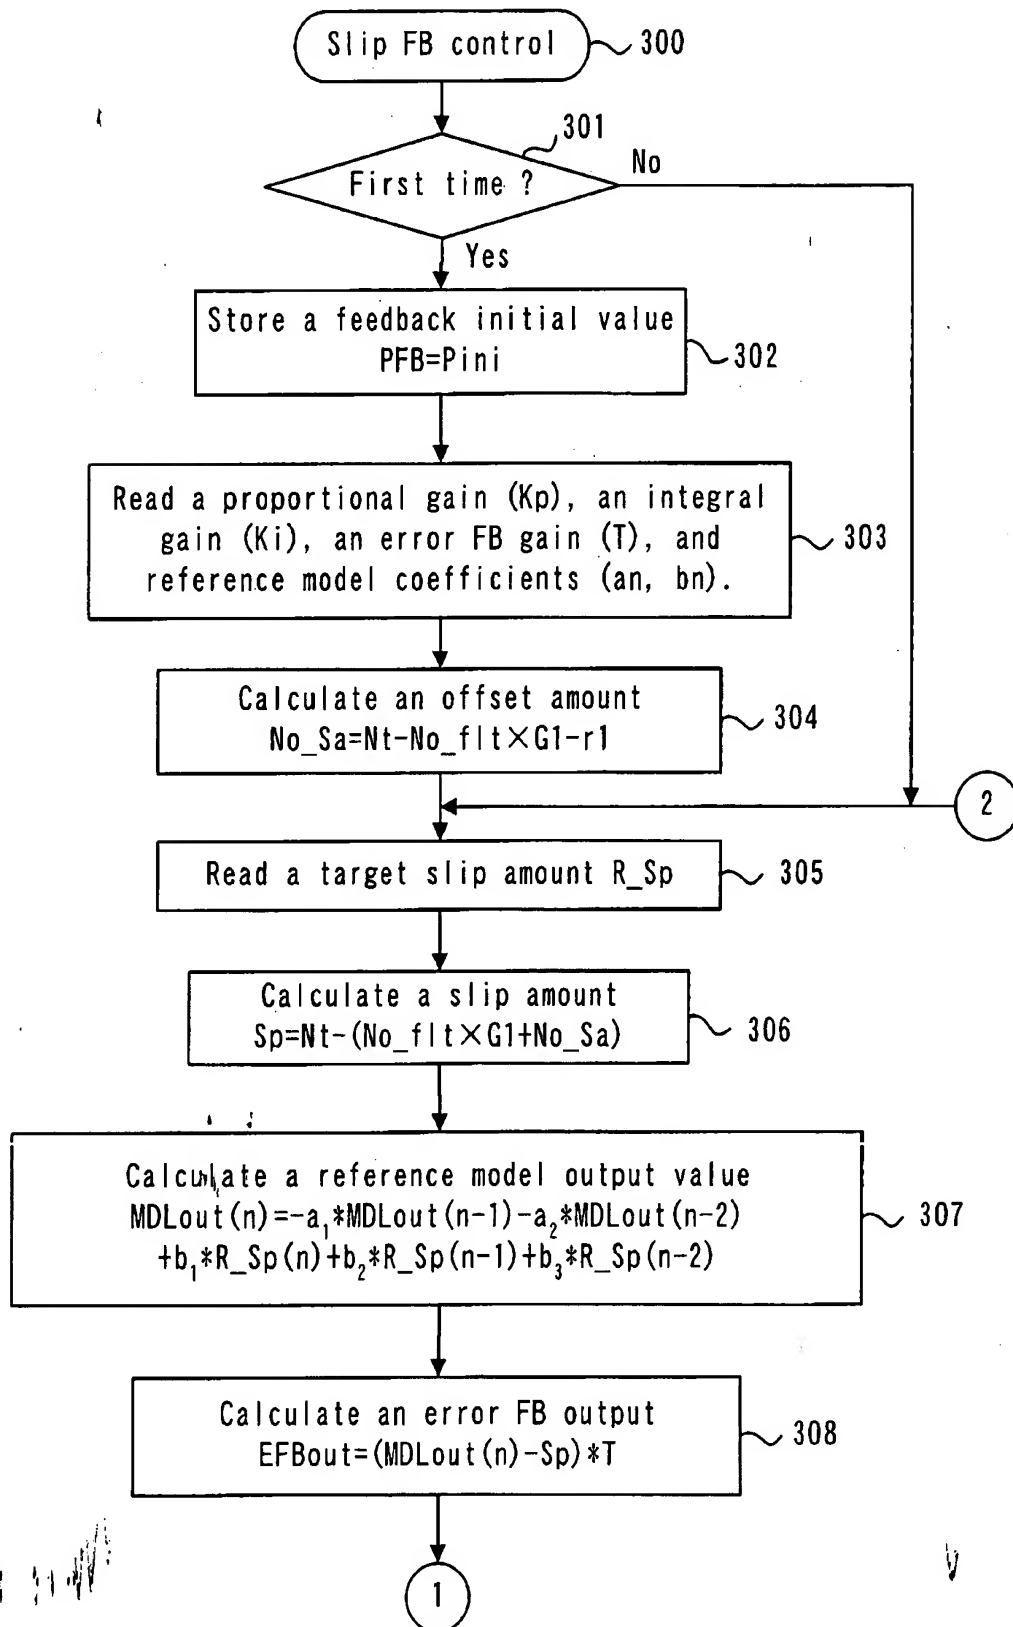 Slip FB control
300
301
First time ?
No
Yes
Store a feedback initial value
PFB=Pini
302
Read a proportional gain (Kp), an integral
gain (Ki), an error FB gain (T), and
reference model coefficients (an, bn).
303
Calculate an offset amount
No_Sa=Nt-No_flt×G1-r1
304
2
Read a target slip amount R_Sp
305
Calculate a slip amount
Sp=Nt-(No_flt×G1+No_Sa)
306
Calculate a reference model output value
MDLout(n)=-a₁*MDLout(n-1)-a₂*MDLout(n-2)
+b₁*R_Sp(n)+b₂*R_Sp(n-1)+b₃*R_Sp(n-2)
307
Calculate an error FB output
EFBout=(MDLout(n)-Sp)*T
308
1